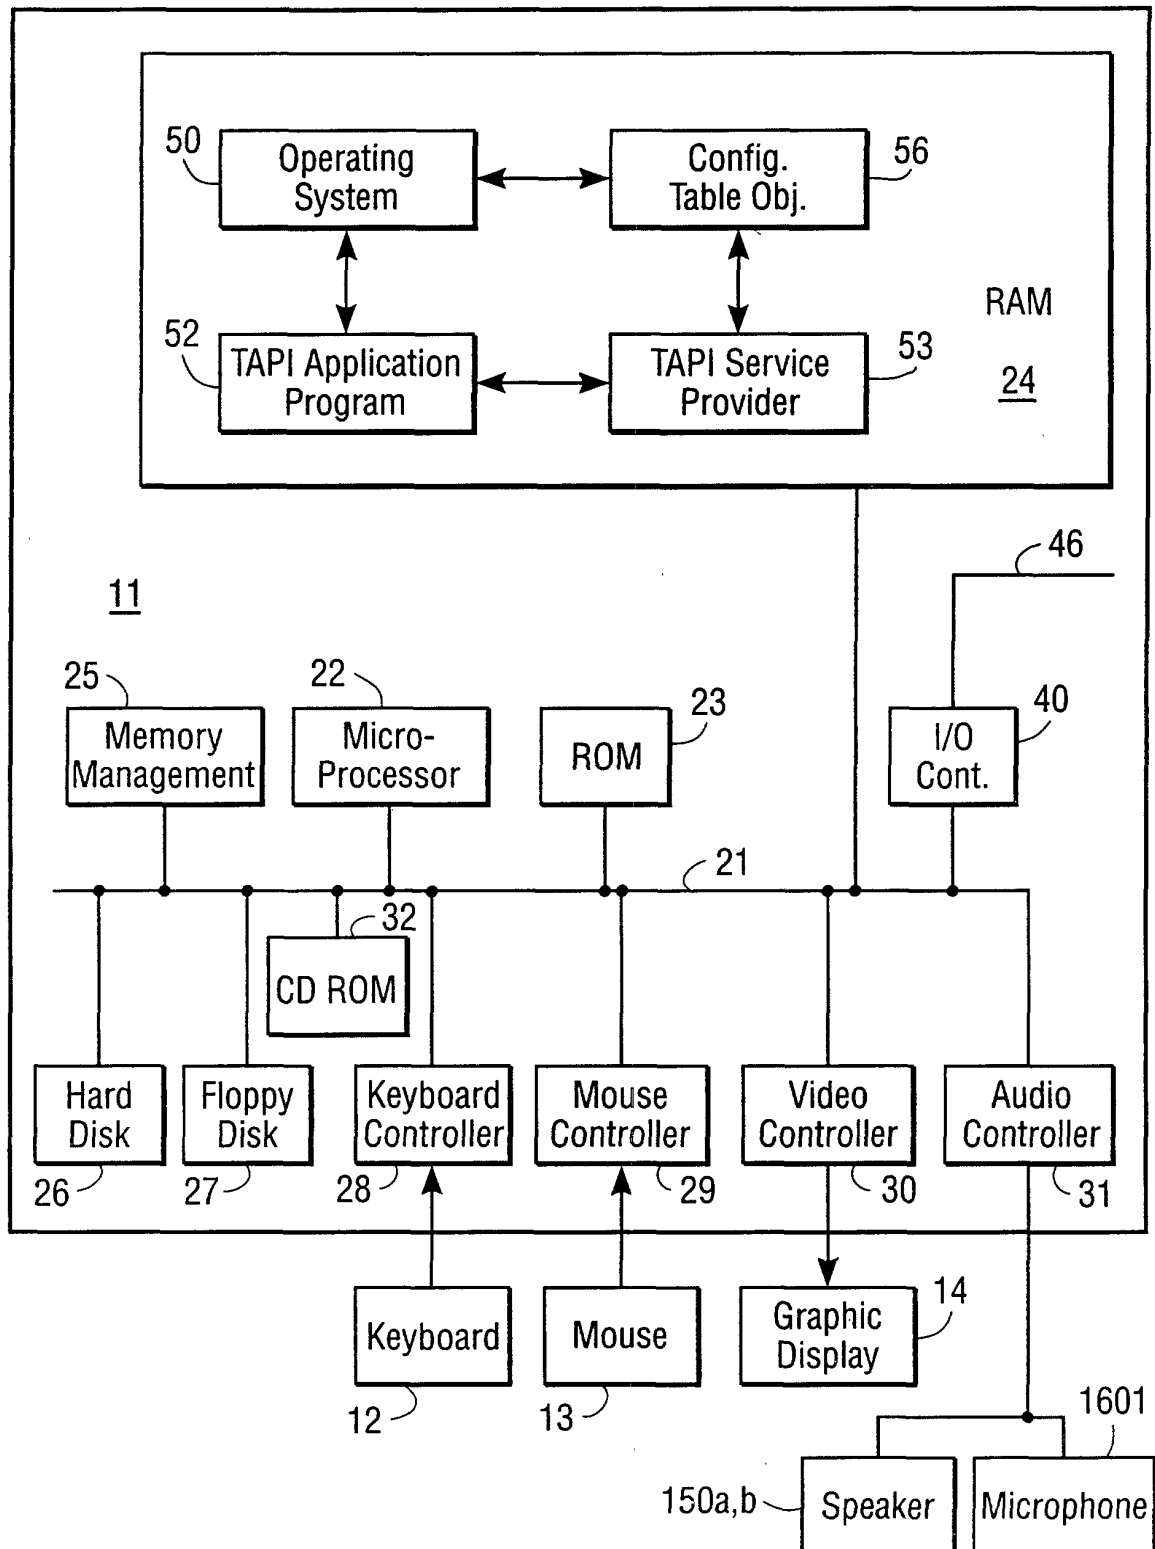 50
Operating
System
Config.
Table Obj.
56
RAM
24
52
TAPI Application
Program
TAPI Service
Provider
53
46
11
25
Memory
Management
22
Micro-
Processor
ROM
23
I/O
Cont.
40
21
32
CD ROM
Hard
Disk
26
Floppy
Disk
27
Keyboard
Controller
28
Mouse
Controller
29
Video
Controller
30
Audio
Controller
31
Keyboard
12
Mouse
13
Graphic
Display
14
1601
150a,b
Speaker
Microphone